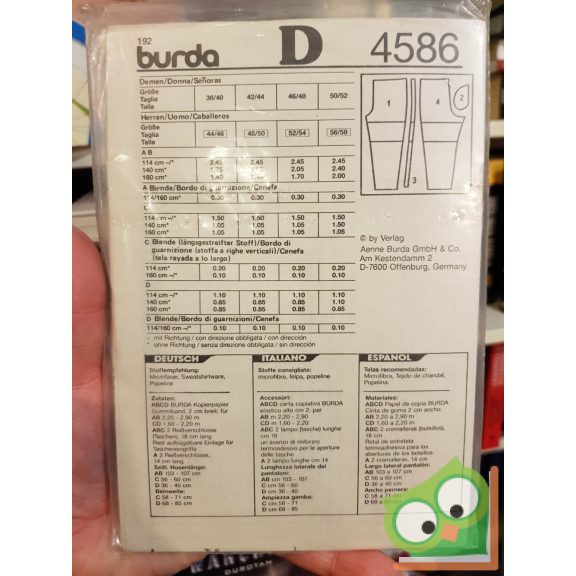 192
burda D 4586
Damen/Donna/Señoras
Größe
Taglia 38/40 42/44 46/48 50/52
Talla
Herren/Uomo/Caballeros
Größe
Taglia 44/46 48/50 52/54 56/58
Talla
A B
114 cm –/* 2.45 2.45 2.45 2.45
140 cm* 1.75 2.05 2.40
160 cm* 1.40 1.70 2.00
A Blende/Bordo di guarnizione/Cenefa
114/160 cm –/* 0.30 0.30 0.30 0.30
C
114 cm –/* 1.50 1.50 1.50 1.50
140 cm* 1.05 1.05 1.05 1.05
160 cm* 1.05 1.05 1.05 1.05
C Blende (längsgestreifter Stoff)/Bordo di
guarnizione (stoffa a righe verticali)/Cenefa
(tela rayada a lo largo)
114 cm* 0.20 0.20 0.20 0.20
160 cm –/* 0.10 0.10 0.10 0.10
D
114 cm –/* 1.10 1.10 1.10 1.10
140 cm* 0.85 0.85 0.85 0.85
160 cm* 0.85 0.85 0.85 0.85
D Blende/Bordo di guarnizioni/Cenefa
114/160 cm –/* 0.10 0.10 0.10 0.10
– mit Richtung / con direzione obbligata / con dirección
* ohne Richtung / senza direzione obbligata / sin dirección
1 4 2
3
© by Verlag
Aenne Burda GmbH & Co.
Am Kestendamm 2
D-7600 Offenburg, Germany
DEUTSCH
Stoffempfehlung:
Microfaser, Sweatshirtware,
Popeline
Zutaten:
ABCD BURDA Kopierpapier
Gummiband, 2 cm breit; für
AB 2,20 - 2,90 m
CD 1,60 - 2,20 m
ABC 2 Reißverschlüsse
(Taschen), 18 cm lang
Rest aufbügelbare Einlage für
Tascheneingriffe
A 2 Reißverschlüsse,
14 cm lang
Seitl. Hosenlänge:
AB 103 - 107 cm
C 56 - 60 cm
D 36 - 40 cm
Beinweite:
C 58 - 71 cm
D 68 - 85 cm
ITALIANO
Stoffe consigliate:
microfibre, felpa, popeline
Accessori:
ABCD carta copiativa BURDA
elastico alto cm 2: per
AB m 2,20 - 2,90
CD m 1,60 - 2,20
ABC 2 lampo (tasche) lunghe
cm 18
un avanzo di rinforzo
termoadesivo per le aperture
delle tasche
A 2 lampo lunghe cm 14
Lunghezza laterale dei
pantaloni:
AB cm 103 - 107
C cm 56 - 60
D cm 36 - 40
Ampiezza gamba:
C cm 58 - 71
D cm 68 - 85
ESPAÑOL
Telas recomendadas:
Microfibra, Tejido de chandal,
Popelina.
Materiales:
ABCD Papel de copia BURDA
Cinta de goma 2 cm ancho:
AB 2,20 a 2,90 m
CD 1,60 a 2,20 m
ABC 2 cremalleras (bolsillos),
18 cm
Retal de entretela
termoadhesiva para las
aberturas de los bolsillos
A 2 cremalleras, 14 cm
Largo lateral pantalón:
AB 103 a 107 cm
C 56 a 60 cm
D 36 a 40 cm
Ancho pernera:
C 58 a 71 cm
D 68 a 85
DUROTAN